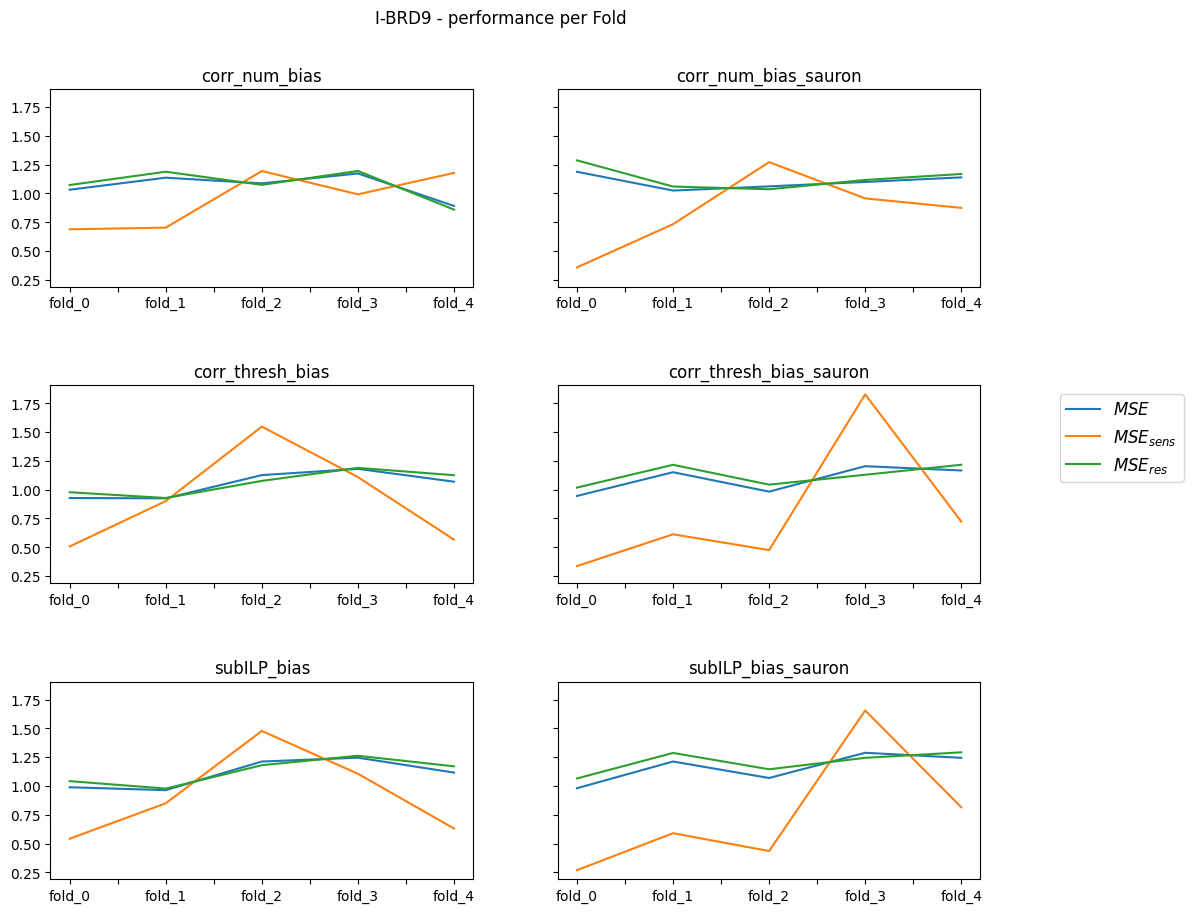 I-BRD9 - performance per Fold
corr_num_bias
1.75
1.50
1.25
1.00
0.75
0.50
0.25
fold_0 fold_1 fold_2 fold_3 fold_4
corr_num_bias_sauron
fold_0 fold_1 fold_2 fold_3 fold_4
corr_thresh_bias
1.75
1.50
1.25
1.00
0.75
0.50
0.25
fold_0 fold_1 fold_2 fold_3 fold_4
corr_thresh_bias_sauron
fold_0 fold_1 fold_2 fold_3 fold_4
MSE
MSE_sens
MSE_res
subILP_bias
1.75
1.50
1.25
1.00
0.75
0.50
0.25
fold_0 fold_1 fold_2 fold_3 fold_4
subILP_bias_sauron
fold_0 fold_1 fold_2 fold_3 fold_4